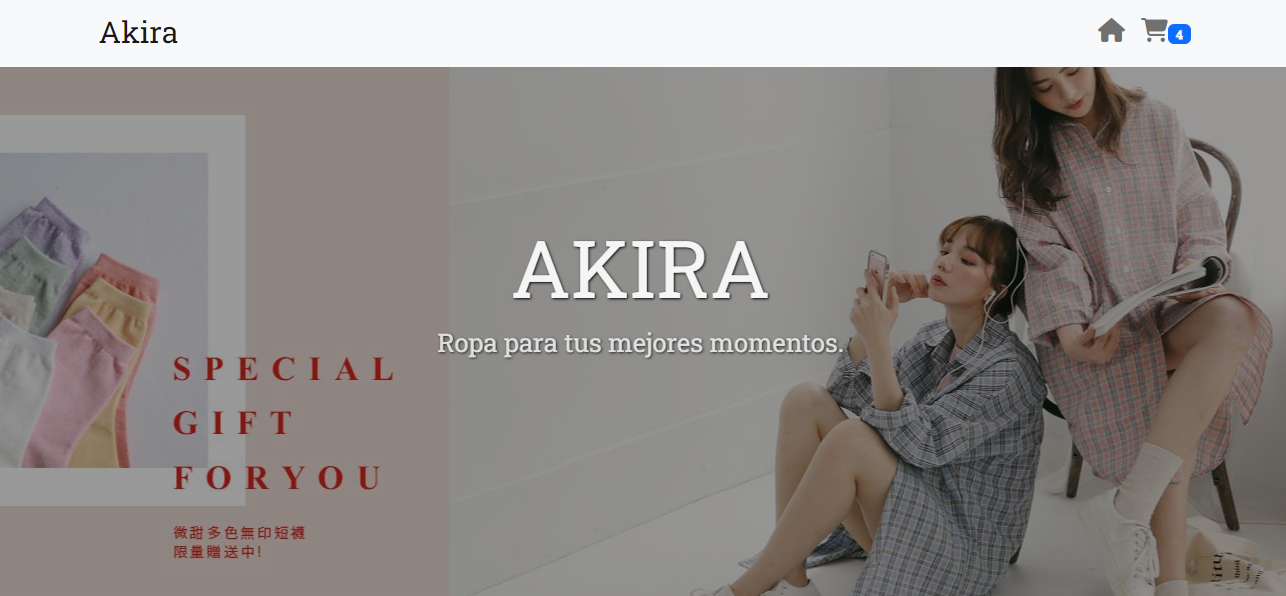 Akira
4
AKIRA
Ropa para tus mejores momentos.
SPECIAL
GIFT
FORYOU
微甜多色無印短襪
限量贈送中!